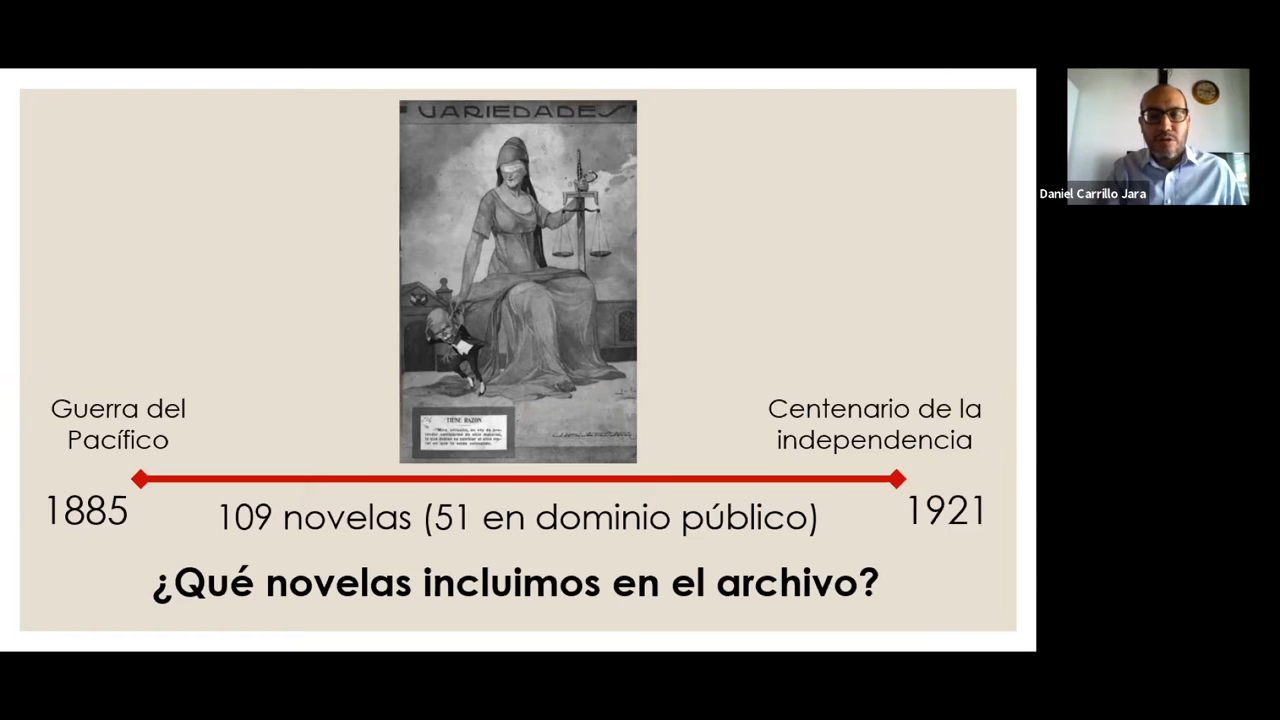 VARIEDADES
TIENE RAZON
Guerra del
Pacífico
Centenario de la
independencia
1885
109 novelas (51 en dominio público)
1921
¿Qué novelas incluimos en el archivo?
Daniel Carrillo Jara